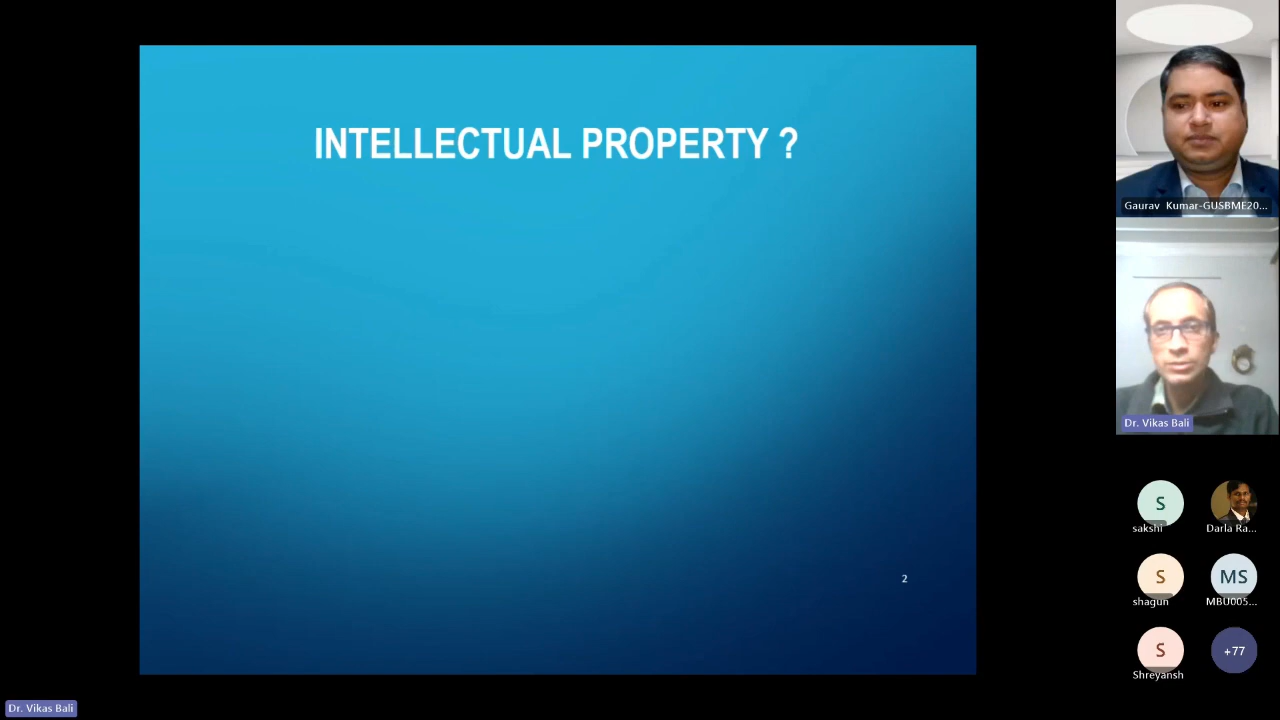 INTELLECTUAL PROPERTY ?
2
Gaurav Kumar-GUSBME20...
Dr. Vikas Bali
S
sakshi
Darla Ra...
S
shagun
MS
MBU005...
S
Shreyansh
+77
Dr. Vikas Bali